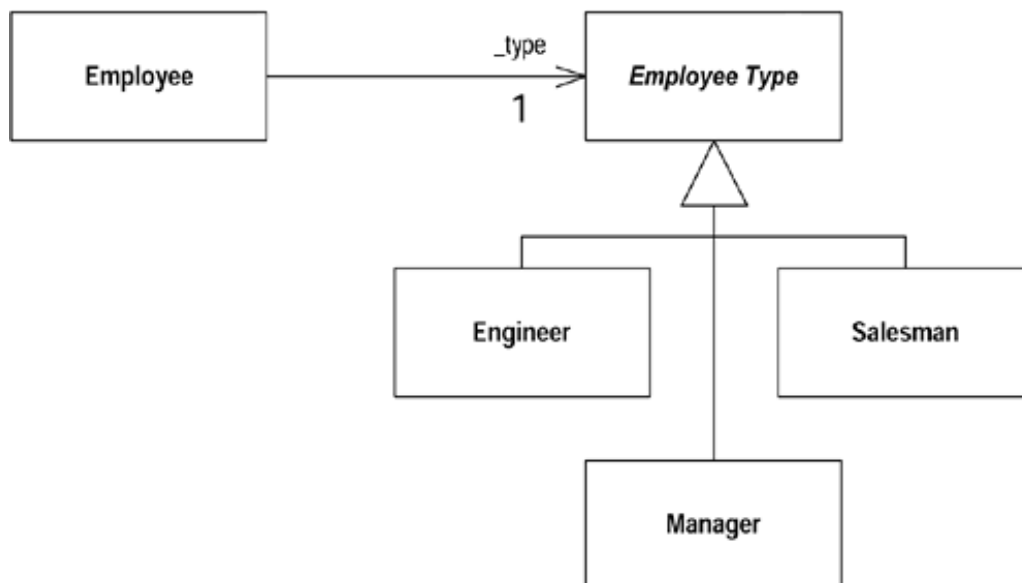 Employee
_type
1
Employee Type
Engineer
Salesman
Manager